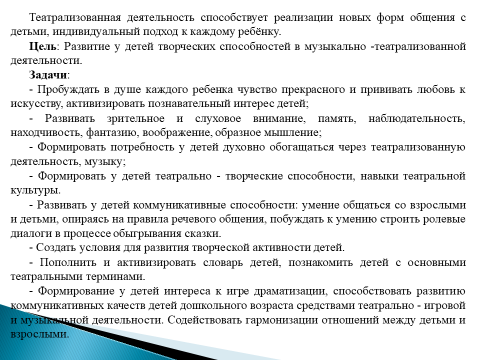 Театрализованная деятельность способствует реализации новых форм общения с
детьми, индивидуальный подход к каждому ребёнку.
Цель: Развитие у детей творческих способностей в музыкально -театрализованной
деятельности.
Задачи:
- Пробуждать в душе каждого ребенка чувство прекрасного и прививать любовь к
искусству, активизировать познавательный интерес детей;
- Развивать зрительное и слуховое внимание, память, наблюдательность,
находчивость, фантазию, воображение, образное мышление;
- Формировать потребность у детей духовно обогащаться через театрализованную
деятельность, музыку;
- Формировать у детей театрально - творческие способности, навыки театральной
культуры.
- Развивать у детей коммуникативные способности: умение общаться со взрослыми
и детьми, опираясь на правила речевого общения, побуждать к умению строить ролевые
диалоги в процессе обыгрывания сказки.
- Создать условия для развития творческой активности детей.
- Пополнить и активизировать словарь детей, познакомить детей с основными
театральными терминами.
- Формирование у детей интереса к игре драматизации, способствовать развитию
коммуникативных качеств детей дошкольного возраста средствами театрально - игровой
и музыкальной деятельности. Содействовать гармонизации отношений между детьми и
взрослыми.